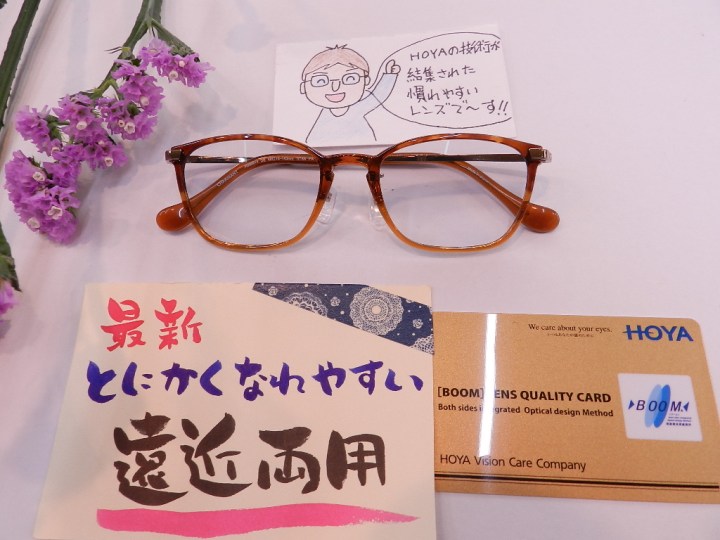 HOYAの技術が
結集された
慣れやすい
レンズで〜す!!
最新
とにかくなれやすい
遠近両用
We care about your eyes.
HOYA
[BOOM] LENS QUALITY CARD
Both sides integrated Optical design Method
BOOM.
HOYA Vision Care Company